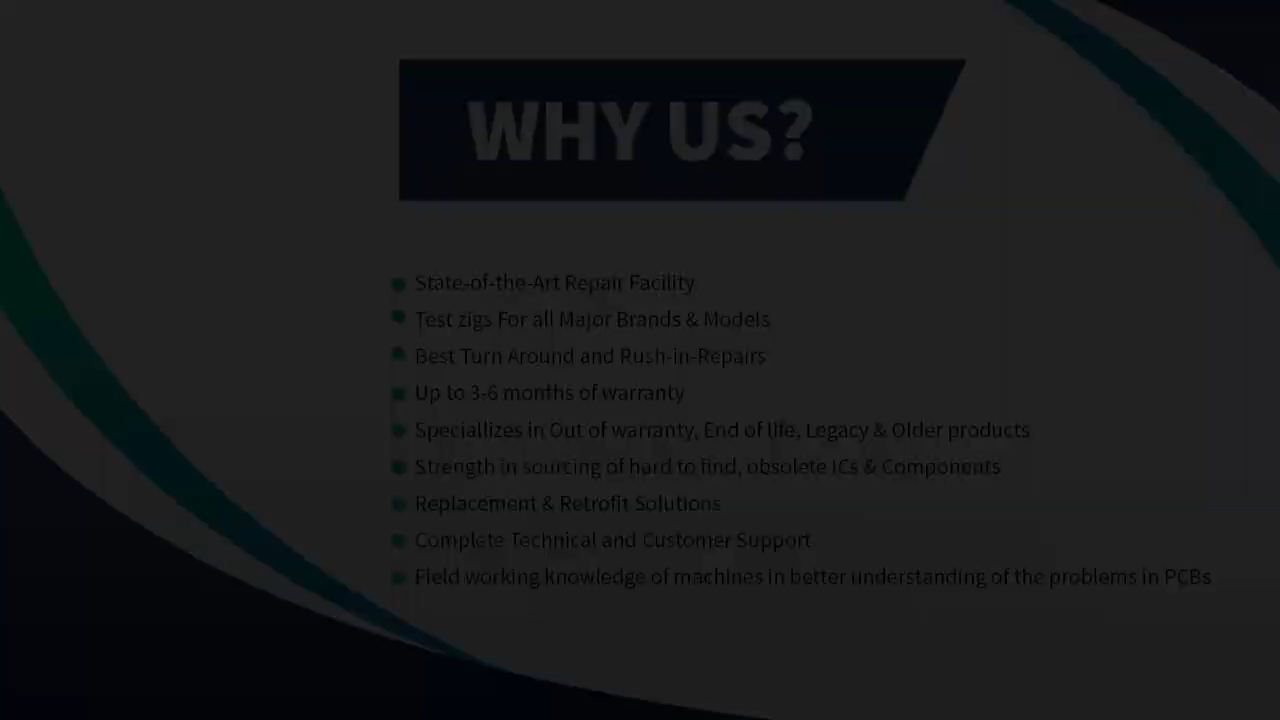 WHY US?
State-of-the-Art Repair Facility
Test zigs For all Major Brands & Models
Best Turn Around and Rush-in-Repairs
Up to 3-6 months of warranty
Speciallizes in Out of warranty, End of life, Legacy & Older products
Strength in sourcing of hard to find, obsolete ICs & Components
Replacement & Retrofit Solutions
Complete Technical and Customer Support
Field working knowledge of machines in better understanding of the problems in PCBs